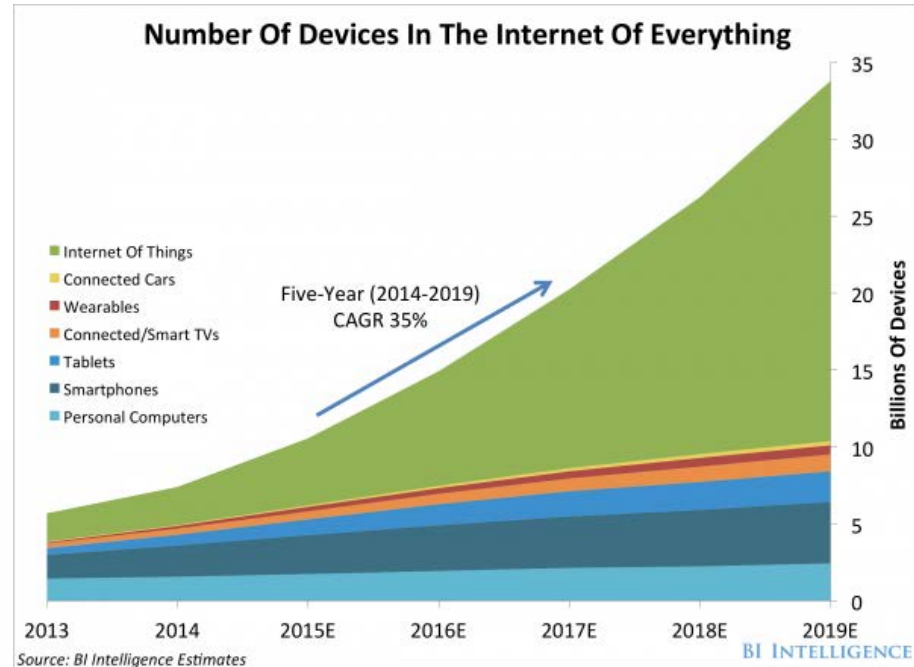 Number Of Devices In The Internet Of Everything
35
30
25
20
15
10
5
0
Billions Of Devices
Internet Of Things
Connected Cars
Wearables
Connected/Smart TVs
Tablets
Smartphones
Personal Computers
Five-Year (2014-2019)
CAGR 35%
2013 2014 2015E 2016E 2017E 2018E 2019E
Source: BI Intelligence Estimates
BI INTELLIGENCE